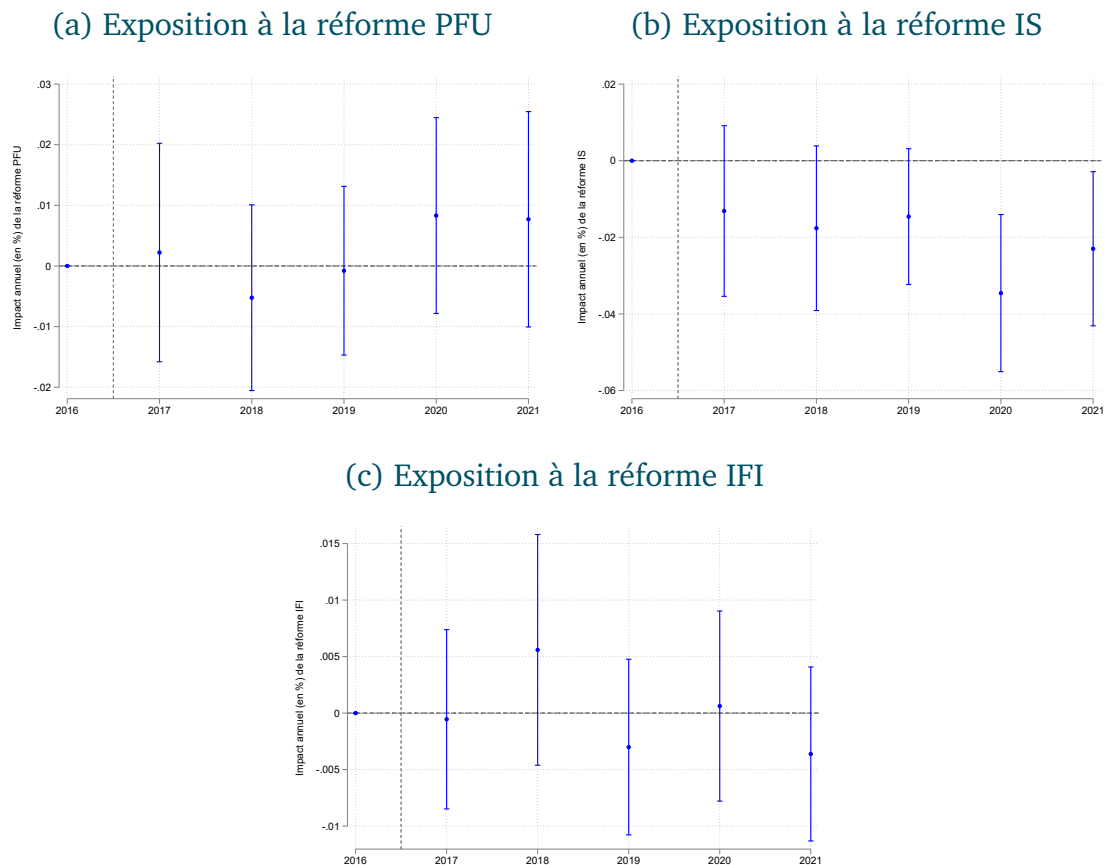 (a) Exposition à la réforme PFU
Impact annuel (en %) de la réforme PFU
.03
.02
.01
0
-.01
-.02
2016 2017 2018 2019 2020 2021
(b) Exposition à la réforme IS
Impact annuel (en %) de la réforme IS
.02
0
-.02
-.04
-.06
2016 2017 2018 2019 2020 2021
(c) Exposition à la réforme IFI
Impact annuel (en %) de la réforme IFI
.015
.01
.005
0
-.005
-.01
2016 2017 2018 2019 2020 2021